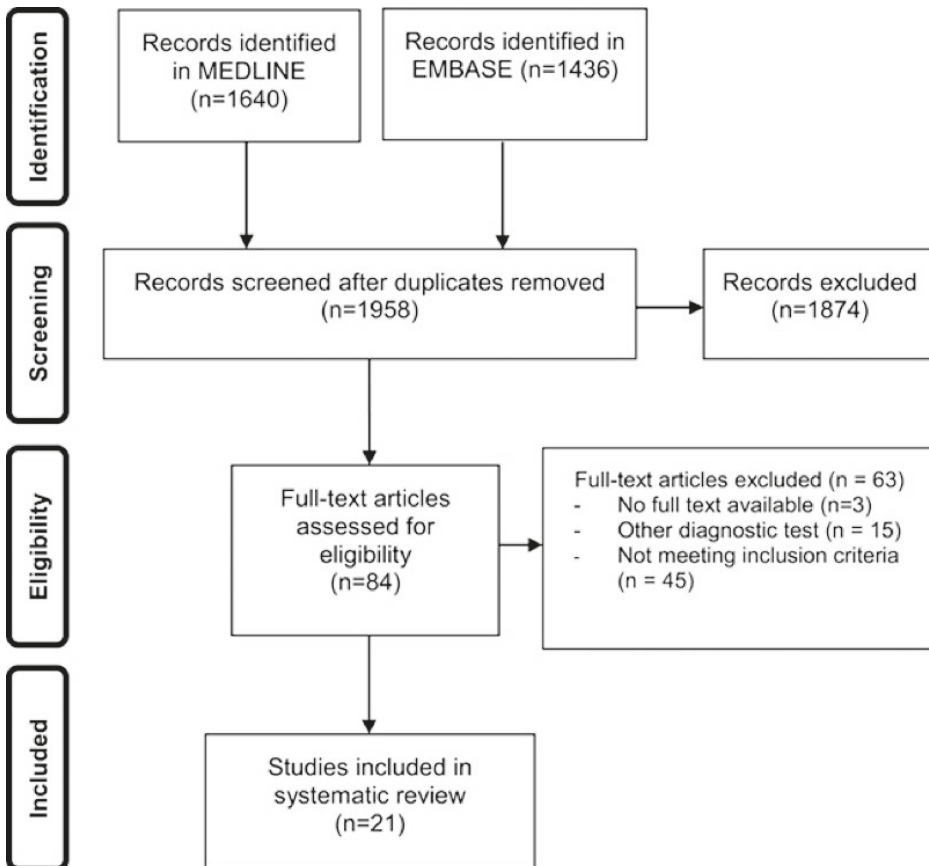 Identification
Records identified
in MEDLINE
(n=1640)
Records identified in
EMBASE (n=1436)
Screening
Records screened after duplicates removed
(n=1958)
Records excluded
(n=1874)
Eligibility
Full-text articles
assessed for
eligibility
(n=84)
Full-text articles excluded (n = 63)
- No full text available (n=3)
- Other diagnostic test (n = 15)
- Not meeting inclusion criteria
(n = 45)
Included
Studies included in
systematic review
(n=21)